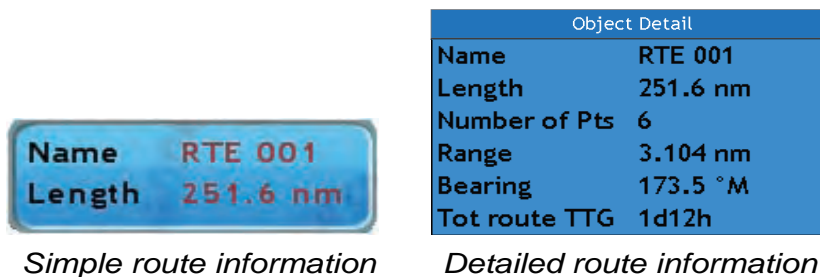 Name RTE 001
Length 251.6 nm
Simple route information
Object Detail
Name RTE 001
Length 251.6 nm
Number of Pts 6
Range 3.104 nm
Bearing 173.5 °M
Tot route TTG 1d12h
Detailed route information